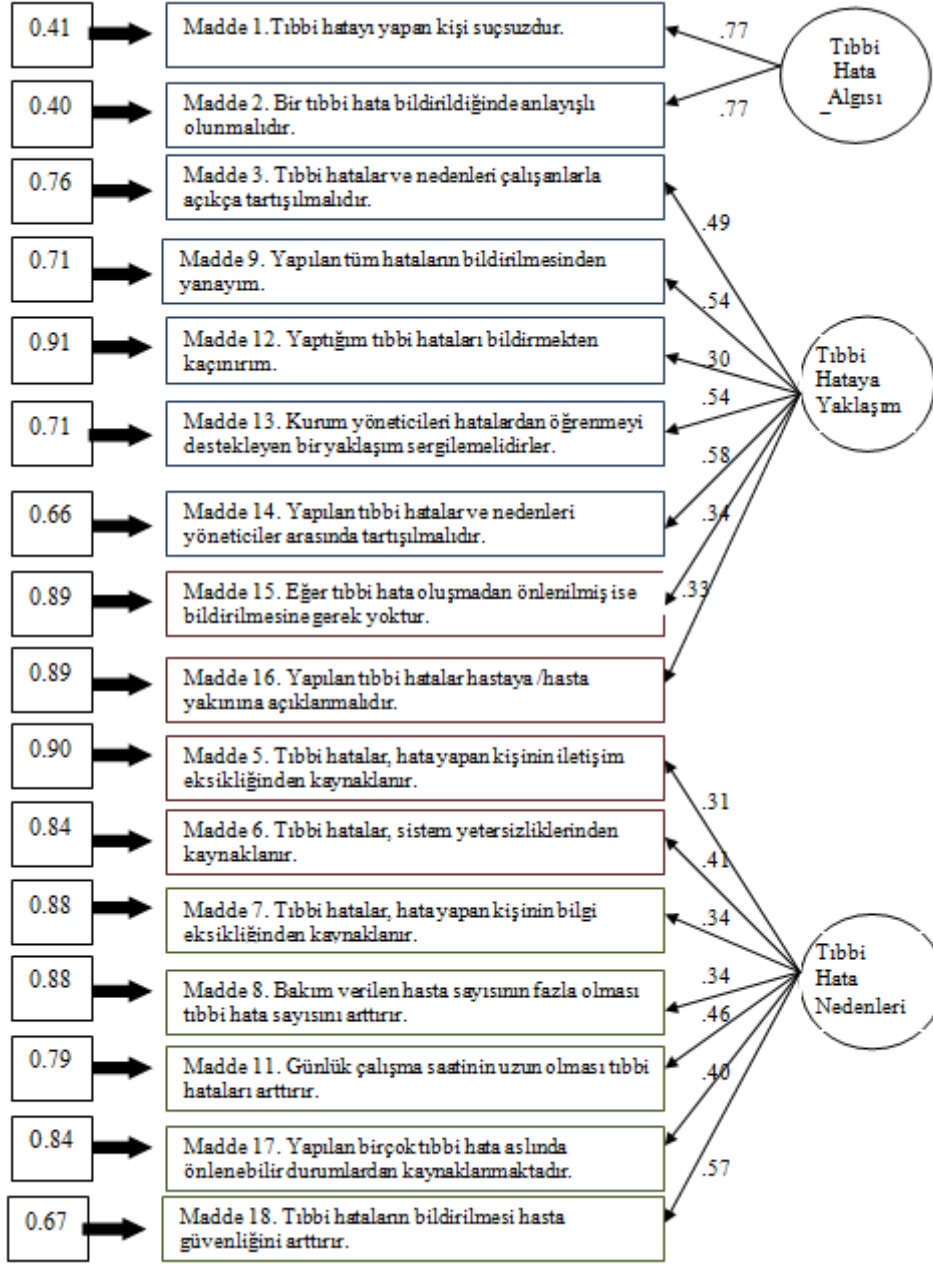 0.41
Madde 1.Tıbbi hatayı yapan kişi suçsuzdur.
.77
Tıbbi
Hata
_Algısı
0.40
Madde 2. Bir tıbbi hata bildirildiğinde anlayışlı
olunmalıdır.
.77
0.76
Madde 3. Tıbbi hatalar ve nedenleri çalışanlarla
açıkça tartışılmalıdır.
.49
0.71
Madde 9. Yapılan tüm hataların bildirilmesinden
yanayım.
.54
0.91
Madde 12. Yaptığım tıbbi hataları bildirmekten
kaçınırım.
.30
Tıbbi
Hataya
Yaklaşım
.54
0.71
Madde 13. Kurum yöneticileri hatalardan öğrenmeyi
destekleyen bir yaklaşım sergilemelidirler.
.58
0.66
Madde 14. Yapılan tıbbi hatalar ve nedenleri
yöneticiler arasında tartışılmalıdır.
.34
0.89
Madde 15. Eğer tıbbi hata oluşmadan önlenilmiş ise
bildirilmesine gerek yoktur.
.33
0.89
Madde 16. Yapılan tıbbi hatalar hastaya /hasta
yakınına açıklanmalıdır.
0.90
Madde 5. Tıbbi hatalar, hata yapan kişinin iletişim
eksikliğinden kaynaklanır.
.31
0.84
Madde 6. Tıbbi hatalar, sistem yetersizliklerinden
kaynaklanır.
.41
0.88
Madde 7. Tıbbi hatalar, hata yapan kişinin bilgi
eksikliğinden kaynaklanır.
.34
Tıbbi
Hata
Nedenleri
0.88
Madde 8. Bakım verilen hasta sayısının fazla olması
tıbbi hata sayısını arttırır.
.34
.46
0.79
Madde 11. Günlük çalışma saatinin uzun olması tıbbi
hataları arttırır.
.40
0.84
Madde 17. Yapılan birçok tıbbi hata aslında
önlenebilir durumlardan kaynaklanmaktadır.
.57
0.67
Madde 18. Tıbbi hataların bildirilmesi hasta
güvenliğini arttırır.